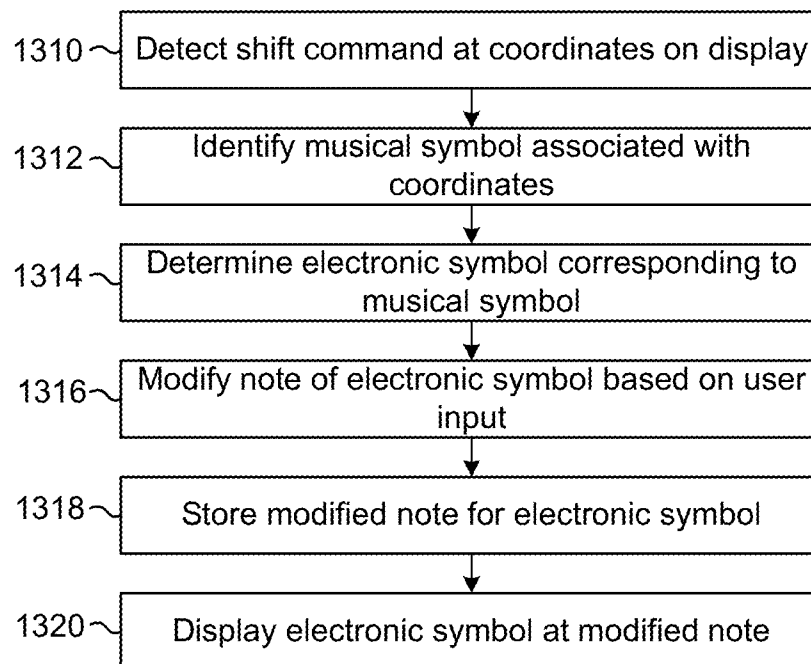 1310 Detect shift command at coordinates on display
1312 Identify musical symbol associated with
coordinates
1314 Determine electronic symbol corresponding to
musical symbol
1316 Modify note of electronic symbol based on user
input
1318 Store modified note for electronic symbol
1320 Display electronic symbol at modified note